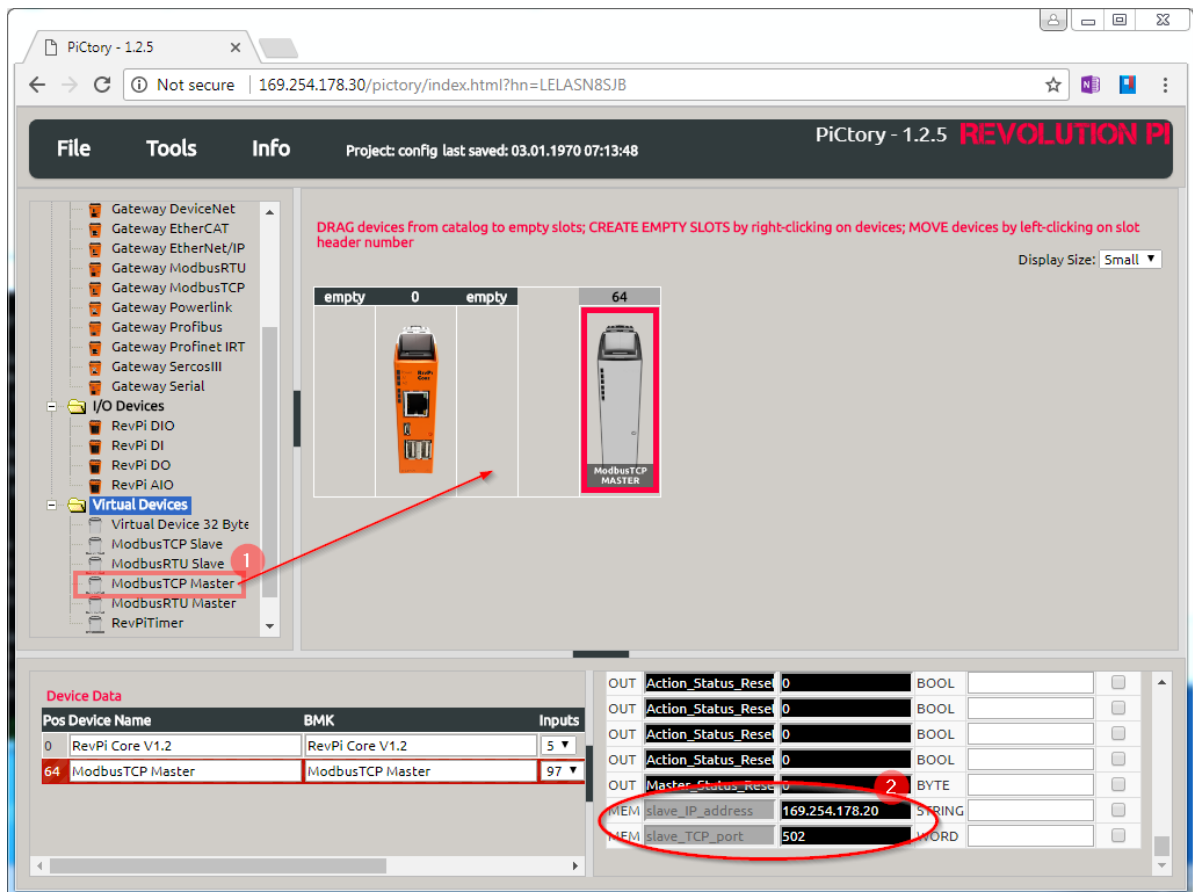 PiCtory - 1.2.5
Not secure | 169.254.178.30/pictory/index.html?hn=LELASN8SJB
File Tools Info Project: config last saved: 03.01.1970 07:13:48 PiCtory - 1.2.5 REVOLUTION PI
Gateway DeviceNet
Gateway EtherCAT
Gateway EtherNet/IP
Gateway ModbusRTU
Gateway ModbusTCP
Gateway Powerlink
Gateway Profibus
Gateway Profinet IRT
Gateway SercosIII
Gateway Serial
I/O Devices
RevPi DIO
RevPi DI
RevPi DO
RevPi AIO
Virtual Devices
Virtual Device 32 Byte
ModbusTCP Slave
ModbusRTU Slave
1
ModbusTCP Master
ModbusRTU Master
RevPiTimer
DRAG devices from catalog to empty slots; CREATE EMPTY SLOTS by right-clicking on devices; MOVE devices by left-clicking on slot
header number
Display Size: Small
empty 0 empty 64
RevPi
Core
ModbusTCP
MASTER
Device Data
Pos Device Name BMK Inputs
0 RevPi Core V1.2 RevPi Core V1.2 5
64 ModbusTCP Master ModbusTCP Master 97
OUT Action_Status_Reset 0 BOOL
OUT Action_Status_Reset 0 BOOL
OUT Action_Status_Reset 0 BOOL
OUT Action_Status_Reset 0 BOOL
OUT Master_Status_Rese 0 2 BYTE
MEM slave_IP_address 169.254.178.20 STRING
MEM slave_TCP_port 502 WORD